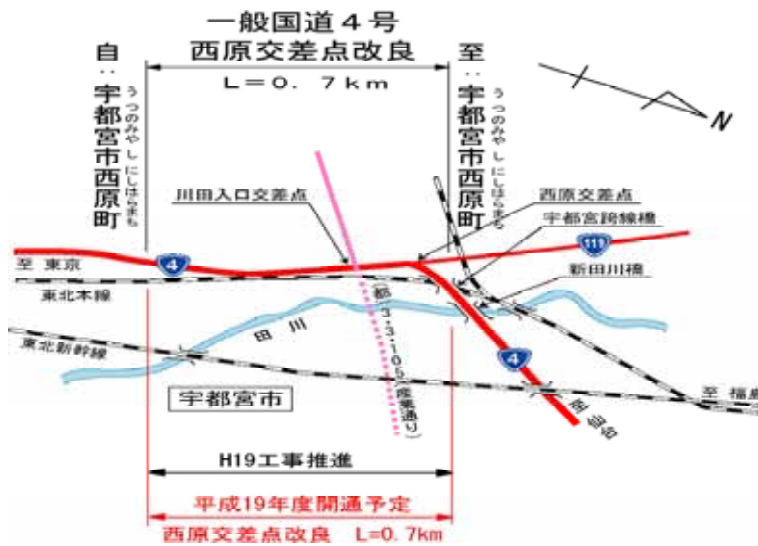 一般国道４号
西原交差点改良
Ｌ＝０．７ｋｍ
自：宇都宮市西原町
うつのみやし にしはらまち
至：宇都宮市西原町
うつのみやし にしはらまち
N
川田入口交差点
西原交差点
宇都宮跨線橋
新田川橋
119
4
至 東京
東北本線
田川
東北新幹線
(都)3・3・105(産業通り)
4
宇都宮市
至 仙台
至 福島
H19工事推進
平成19年度開通予定
西原交差点改良 L=0.7km